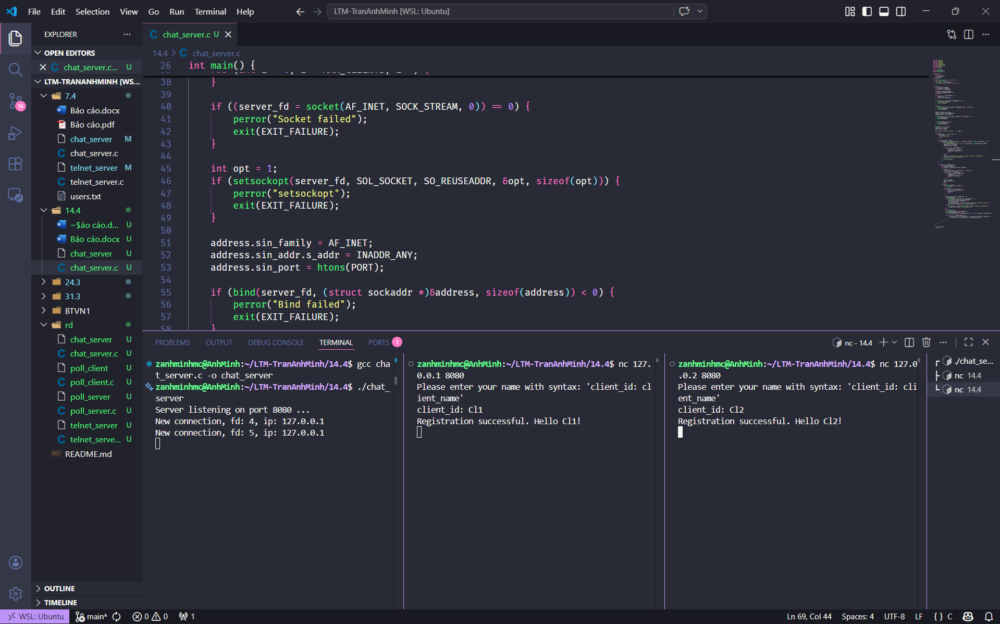 File Edit Selection View Go Run Terminal Help
LTM-TranAnhMinh [WSL: Ubuntu]
EXPLORER
OPEN EDITORS
chat_server.c... U
LTM-TRANANHMINH [WS...
7.4
Báo cáo.docx
Báo cáo.pdf
chat_server M
chat_server.c
telnet_server M
telnet_server.c
users.txt
14.4
~$áo cáo.d... U
Báo cáo.docx U
chat_server U
chat_server.c U
24.3
31.3
BTVN1
rd
chat_server U
chat_server.c U
poll_client U
poll_client.c U
poll_server U
poll_server.c U
telnet_server U
telnet_serve... U
README.md
OUTLINE
TIMELINE
16
chat_server.c U
14.4 > chat_server.c
26 int main() {
38 }
39
40 if ((server_fd = socket(AF_INET, SOCK_STREAM, 0)) == 0) {
41 perror("Socket failed");
42 exit(EXIT_FAILURE);
43 }
44
45 int opt = 1;
46 if (setsockopt(server_fd, SOL_SOCKET, SO_REUSEADDR, &opt, sizeof(opt))) {
47 perror("setsockopt");
48 exit(EXIT_FAILURE);
49 }
50
51 address.sin_family = AF_INET;
52 address.sin_addr.s_addr = INADDR_ANY;
53 address.sin_port = htons(PORT);
54
55 if (bind(server_fd, (struct sockaddr *)&address, sizeof(address)) < 0) {
56 perror("Bind failed");
57 exit(EXIT_FAILURE);
58 }
PROBLEMS OUTPUT DEBUG CONSOLE TERMINAL PORTS 1
nc - 14.4
zanhminhmc@AnhMinh:~/LTM-TranAnhMinh/14.4$ gcc cha
t_server.c -o chat_server
zanhminhmc@AnhMinh:~/LTM-TranAnhMinh/14.4$ ./chat_
server
Server listening on port 8080 ...
New connection, fd: 4, ip: 127.0.0.1
New connection, fd: 5, ip: 127.0.0.1
zanhminhmc@AnhMinh:~/LTM-TranAnhMinh/14.4$ nc 127.
0.0.1 8080
Please enter your name with syntax: 'client_id: cl
ient_name'
client_id: Cl1
Registration successful. Hello Cl1!
zanhminhmc@AnhMinh:~/LTM-TranAnhMinh/14.4$ nc 127.0
.0.2 8080
Please enter your name with syntax: 'client_id: cli
ent_name'
client_id: Cl2
Registration successful. Hello Cl2!
./chat_se...
nc 14.4
nc 14.4
WSL: Ubuntu main* 0 0 1
Ln 69, Col 44 Spaces: 4 UTF-8 LF {} C